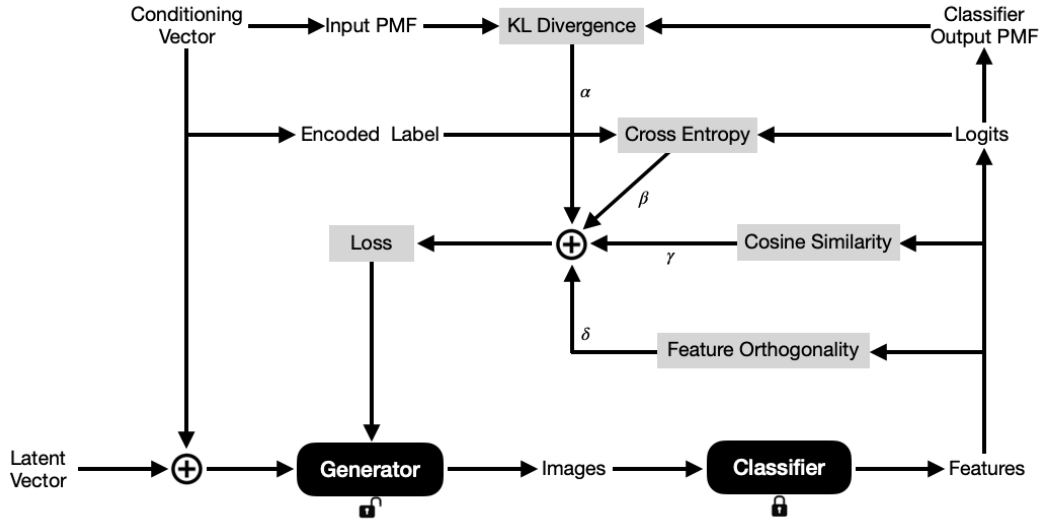 Conditioning
Vector
Input PMF
KL Divergence
Classifier
Output PMF
α
Encoded Label
Cross Entropy
Logits
β
Loss
Cosine Similarity
γ
δ
Feature Orthogonality
Latent
Vector
Generator
Images
Classifier
Features